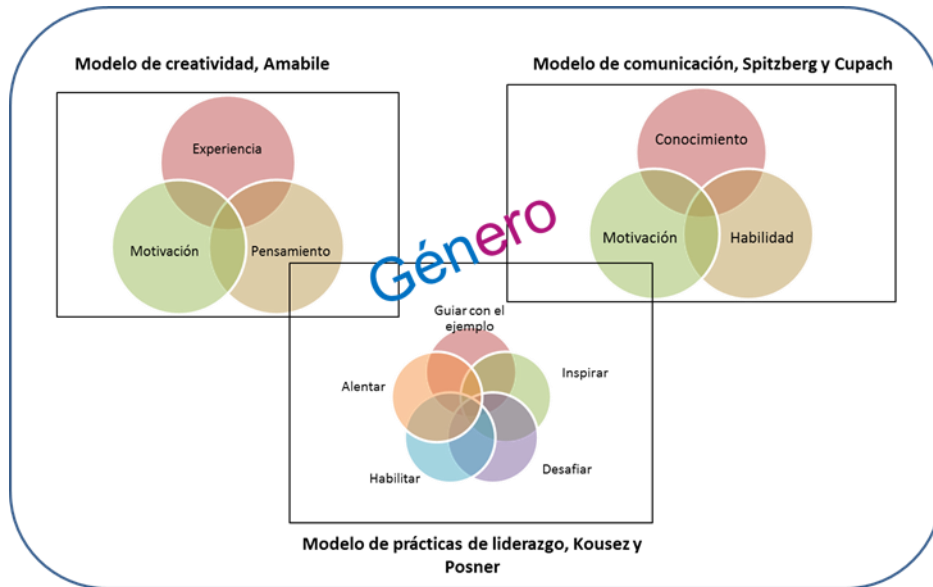 Modelo de creatividad, Amabile
Modelo de comunicación, Spitzberg y Cupach
Experiencia
Motivación
Pensamiento
Conocimiento
Motivación
Habilidad
Género
Guiar con el
ejemplo
Alentar
Inspirar
Habilitar
Desafiar
Modelo de prácticas de liderazgo, Kousez y
Posner